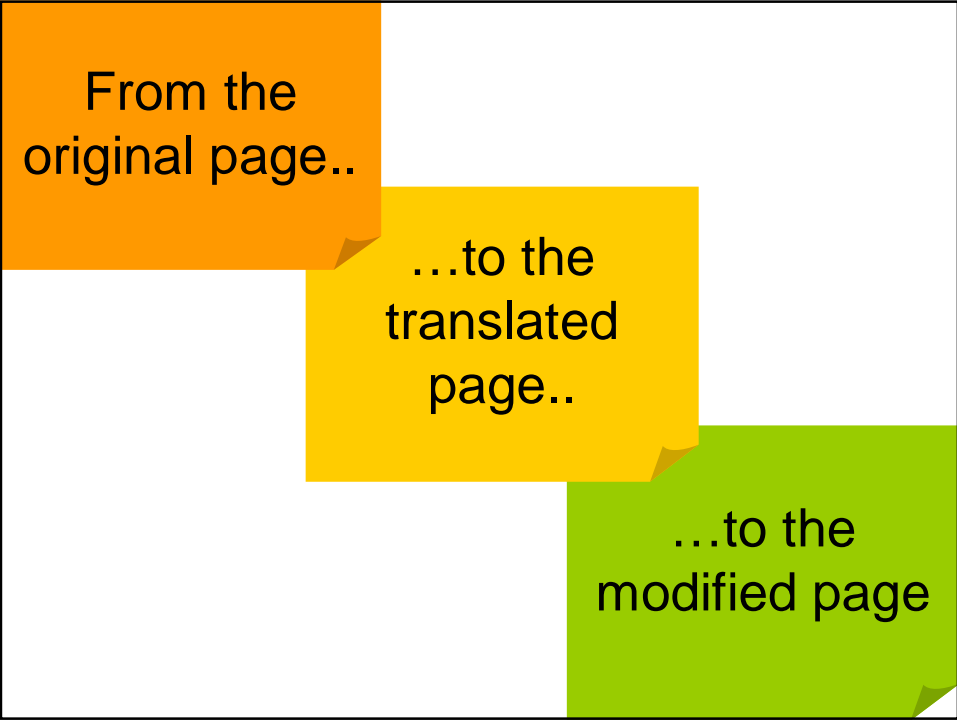 From the
original page..
…to the
translated
page..
…to the
modified page